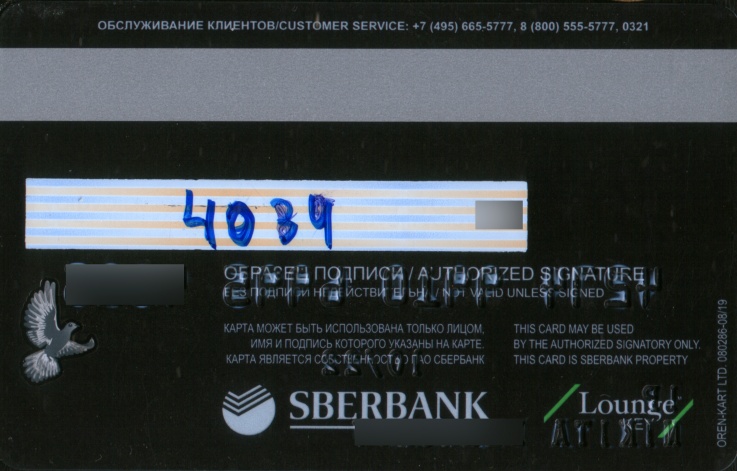 ОБСЛУЖИВАНИЕ КЛИЕНТОВ/CUSTOMER SERVICE: +7 (495) 665-5777, 8 (800) 555-5777, 0321
4039
ОБРАЗЕЦ ПОДПИСИ / AUTHORIZED SIGNATURE
БЕЗ ПОДПИСИ НЕДЕЙСТВИТЕЛЬНА / NOT VALID UNLESS SIGNED
КАРТА МОЖЕТ БЫТЬ ИСПОЛЬЗОВАНА ТОЛЬКО ЛИЦОМ,
ИМЯ И ПОДПИСЬ КОТОРОГО УКАЗАНЫ НА КАРТЕ.
КАРТА ЯВЛЯЕТСЯ СОБСТВЕННОСТЬЮ ПАО СБЕРБАНК
THIS CARD MAY BE USED
BY THE AUTHORIZED SIGNATORY ONLY.
THIS CARD IS SBERBANK PROPERTY
SBERBANK
Lounge
KEY
OREN-KART LTD. 080286-08/19